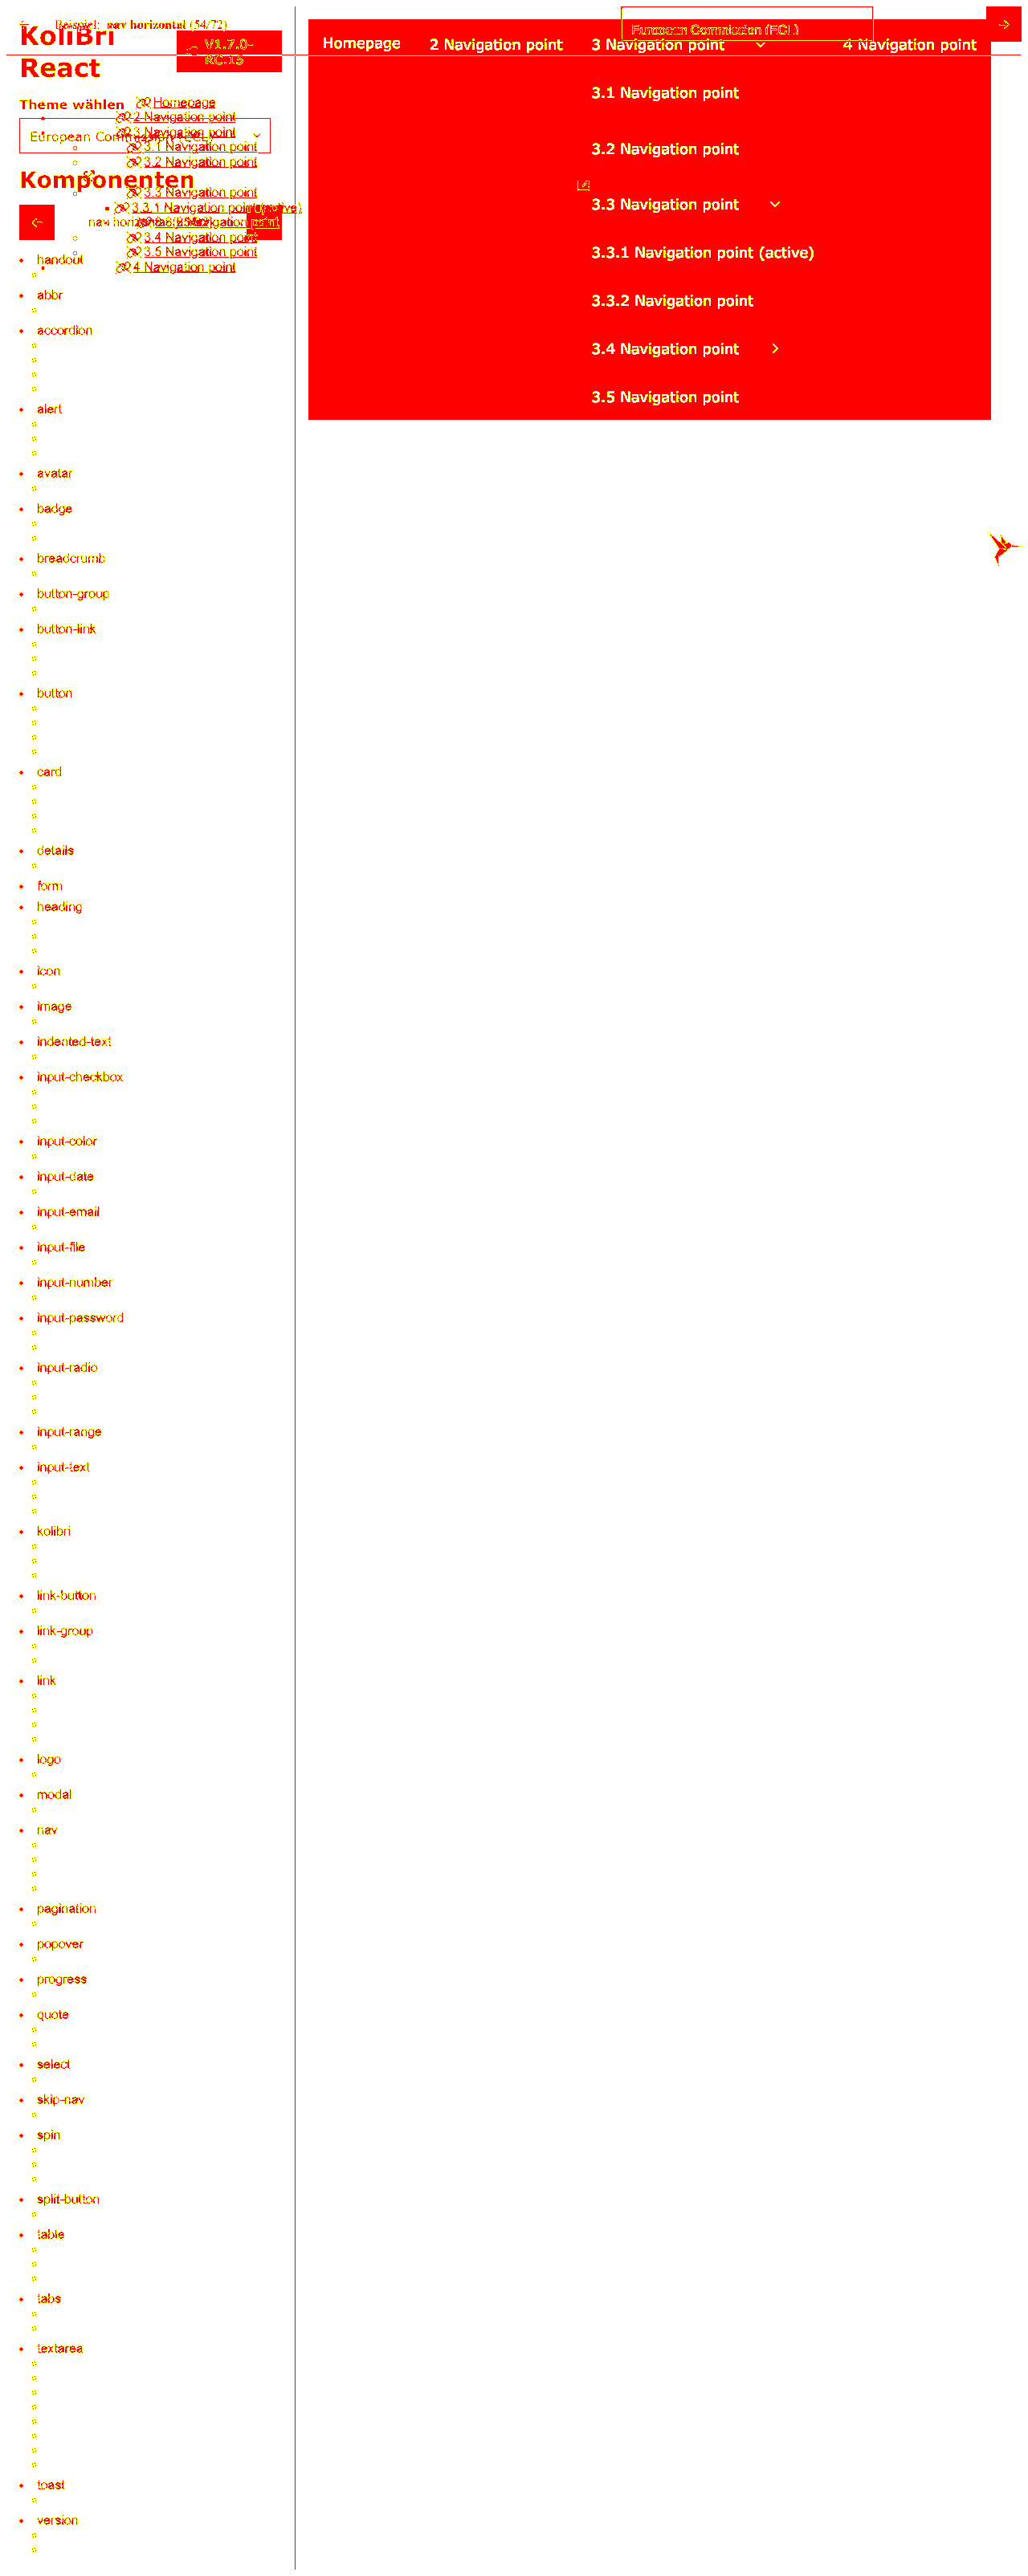 Beispiel: nav horizontal (54/72)
KoliBri
React
V1.7.0-
RC.15
Theme wählen
European Commission (ECL)
Komponenten
Homepage
2 Navigation point
3 Navigation point
3.1 Navigation point
3.2 Navigation point
3.3 Navigation point
3.3.1 Navigation point (active)
nav horizontal
3.4 Navigation point
3.5 Navigation point
4 Navigation point
handout
abbr
accordion
alert
avatar
badge
breadcrumb
button-group
button-link
button
card
details
form
heading
icon
image
indented-text
input-checkbox
input-color
input-date
input-email
input-file
input-number
input-password
input-radio
input-range
input-text
kolibri
link-button
link-group
link
logo
modal
nav
pagination
popover
progress
quote
select
skip-nav
spin
split-button
table
tabs
textarea
toast
version
European Commission (ECL)
Homepage
2 Navigation point
3 Navigation point
4 Navigation point
3.1 Navigation point
3.2 Navigation point
3.3 Navigation point
3.3.1 Navigation point (active)
3.3.2 Navigation point
3.4 Navigation point
3.5 Navigation point